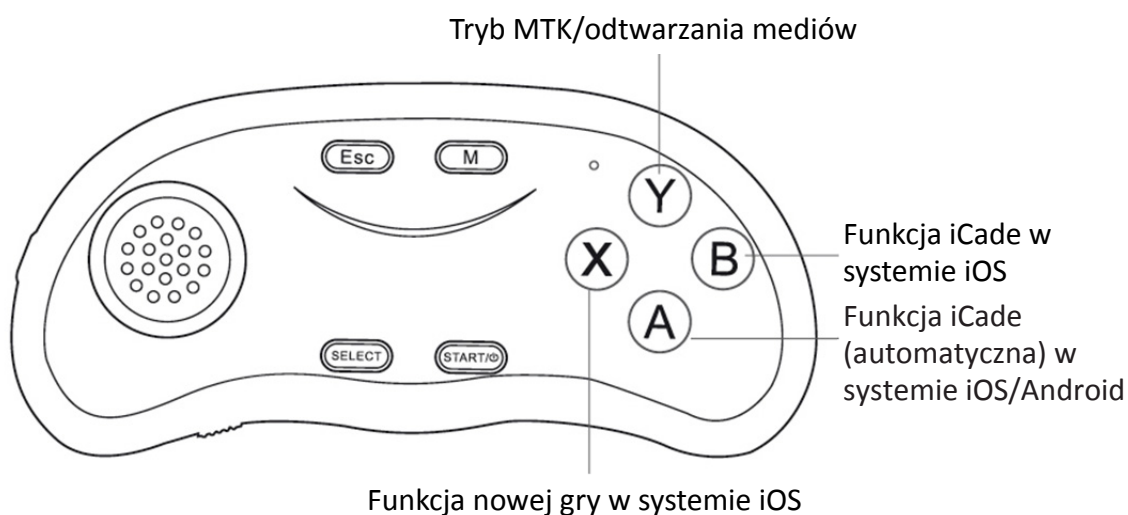 Tryb MTK/odtwarzania mediów
Esc
M
Y
X
B
Funkcja iCade w
systemie iOS
A
Funkcja iCade
(automatyczna) w
systemie iOS/Android
SELECT
START/⏻
Funkcja nowej gry w systemie iOS